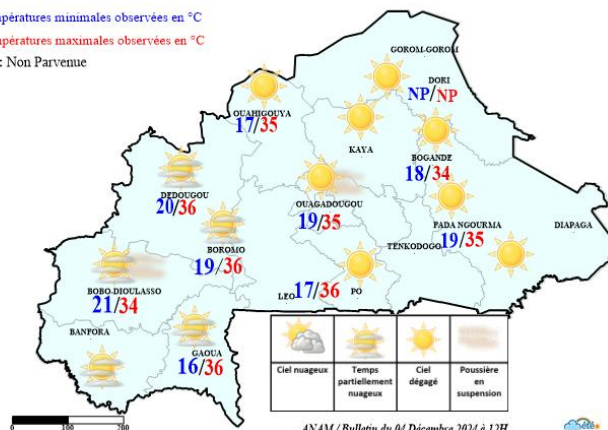 pératures minimales observées en °C
pératures maximales observées en °C
: Non Parvenue
GOROM-GOROM
DORI
NP/NP
OUAHIGOUYA
17/35
KAYA
BOGANDE
18/34
DEDOUGOU
20/36
OUAGADOUGOU
19/35
FADA NGOURMA
19/35
DIAPAGA
TENKODOGO
BOROMO
19/36
BOBO-DIOULASSO
21/34
LEO
17/36
PO
BANFORA
GAOUA
16/36
Ciel nuageux
Temps
partiellement
nuageux
Ciel
dégagé
Poussière
en
suspension
0 100 200
ANAM / Bulletin du 04 Décembre 2024 à 12H